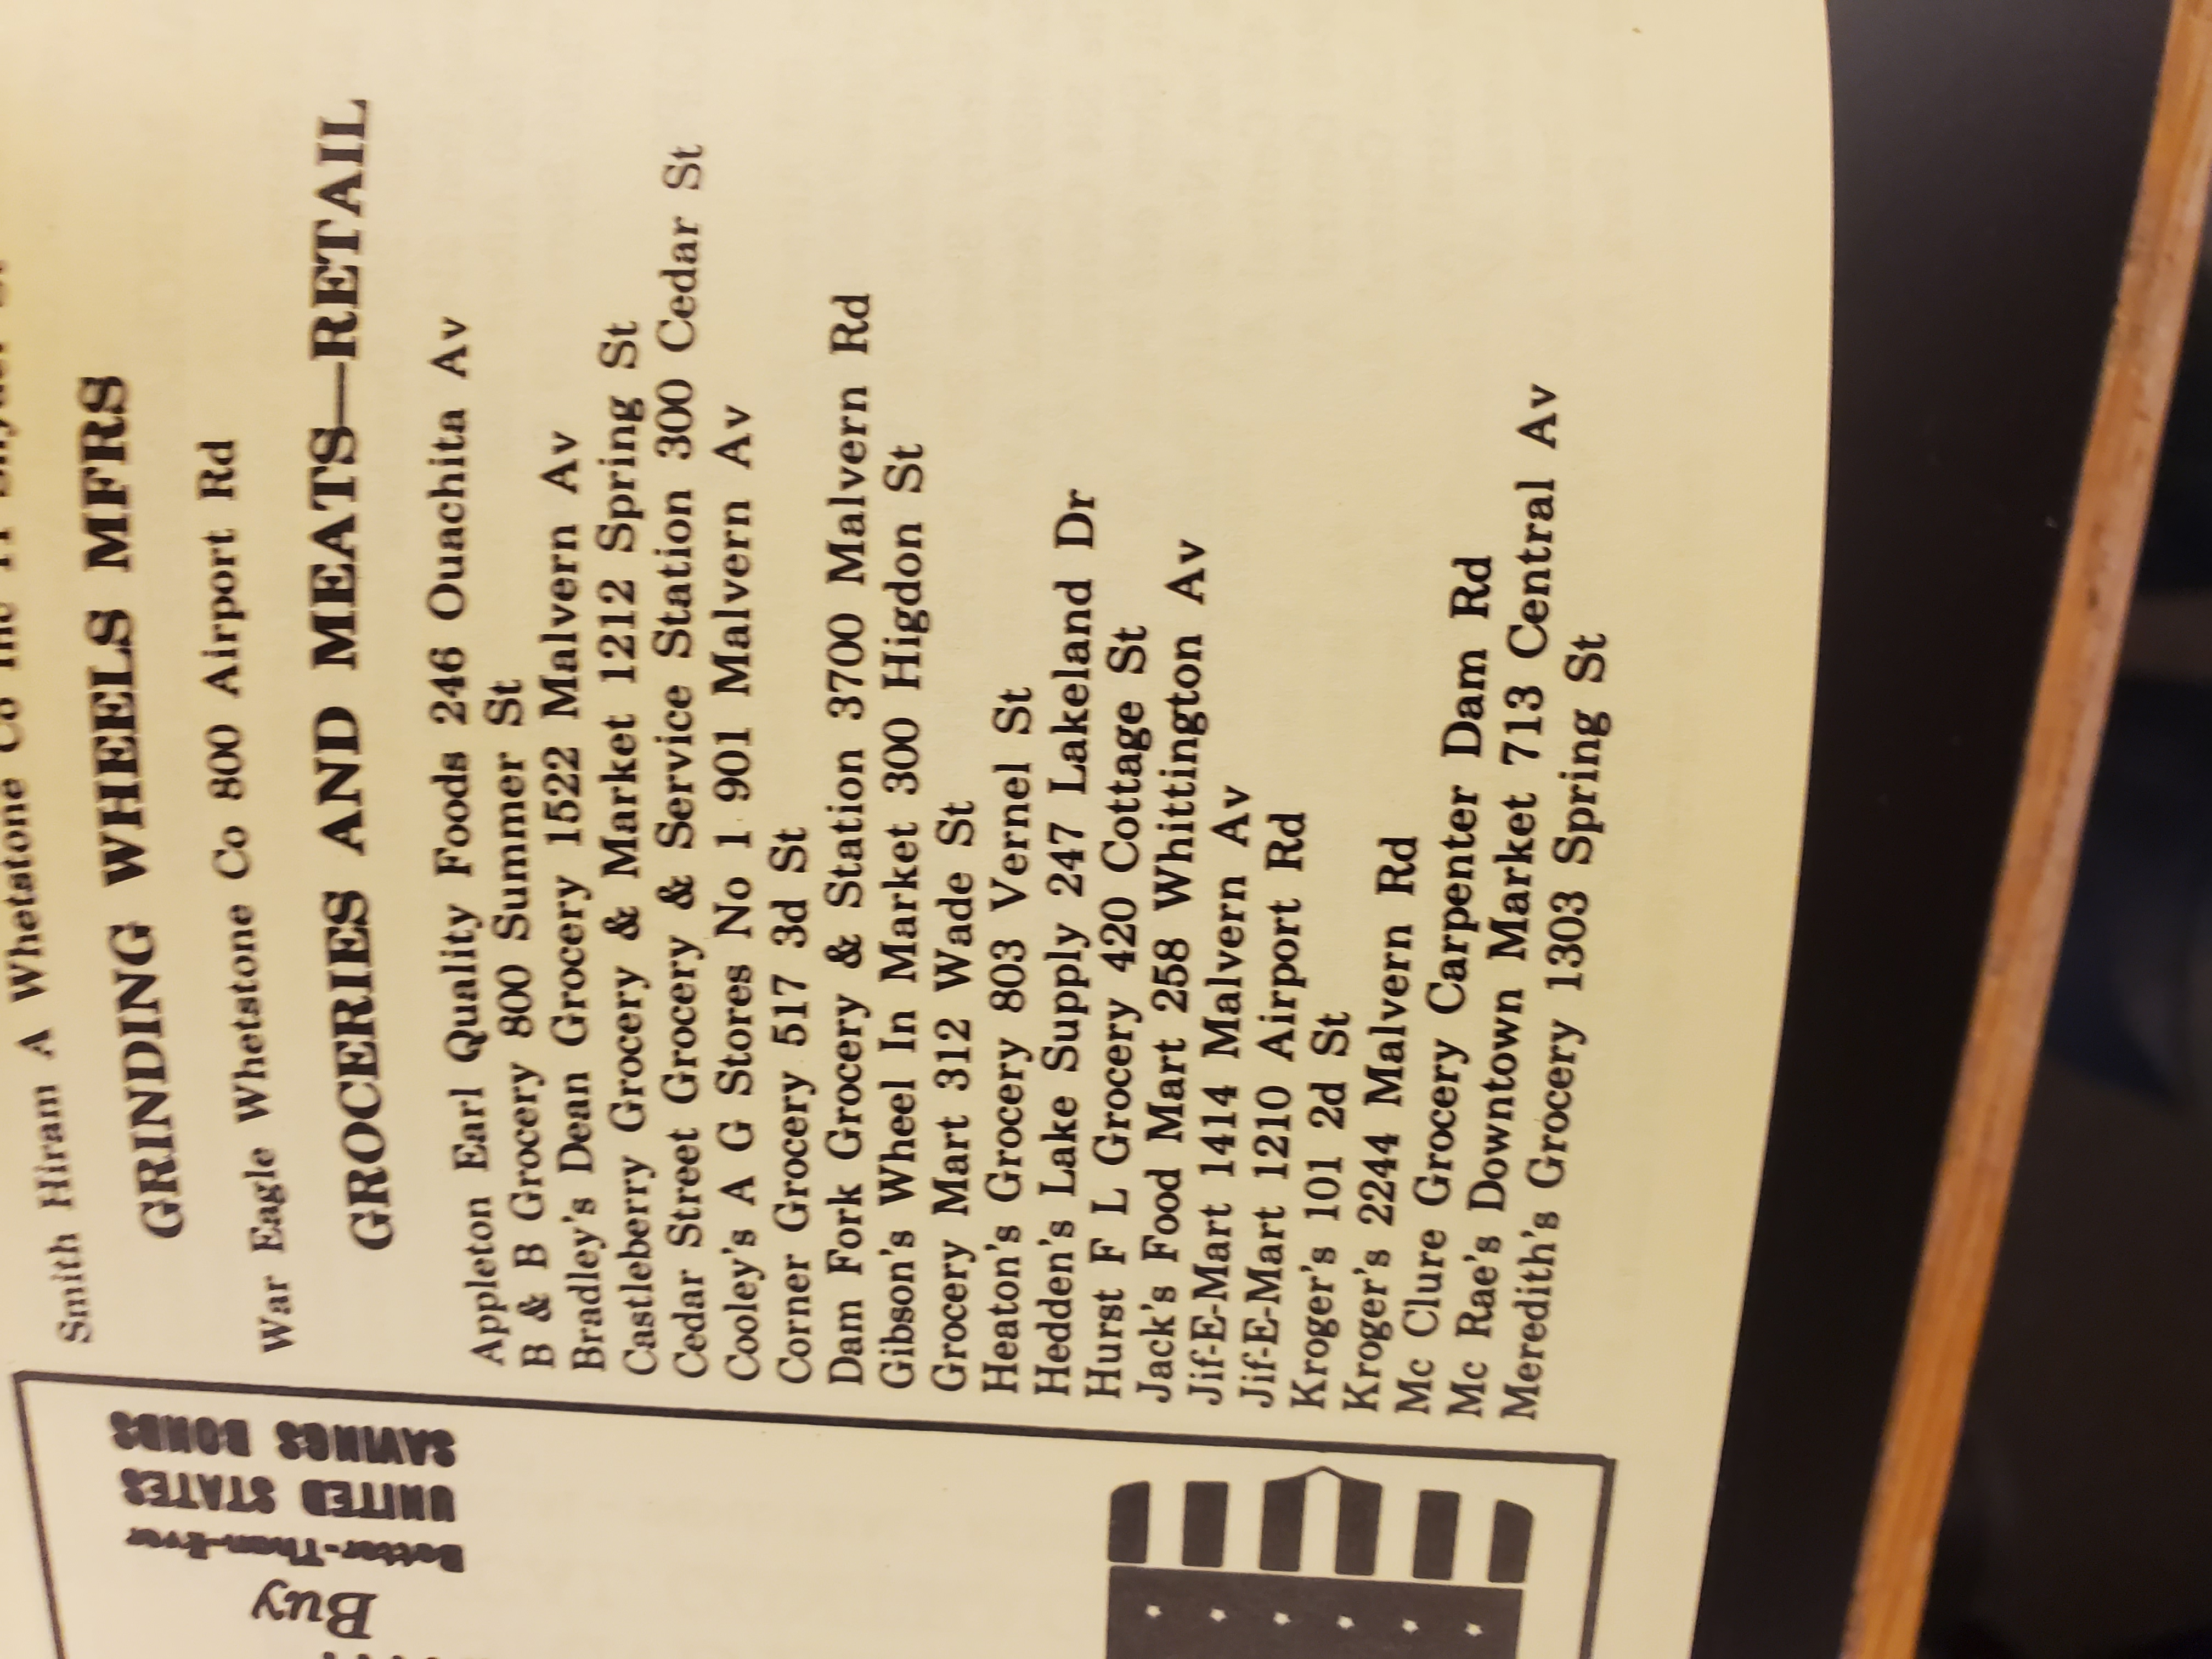 Smith Hiram A Whetstone Co Inc
GRINDING WHEELS MFRS
War Eagle Whetstone Co 800 Airport Rd
GROCERIES AND MEATS—RETAIL
Appleton Earl Quality Foods 246 Ouachita Av
B & B Grocery 800 Summer St
Bradley's Dean Grocery 1522 Malvern Av
Castleberry Grocery & Market 1212 Spring St
Cedar Street Grocery & Service Station 300 Cedar St
Cooley's A G Stores No 1 901 Malvern Av
Corner Grocery 517 3d St
Dam Fork Grocery & Station 3700 Malvern Rd
Gibson's Wheel In Market 300 Higdon St
Grocery Mart 312 Wade St
Heaton's Grocery 803 Vernel St
Hedden's Lake Supply 247 Lakeland Dr
Hurst F L Grocery 420 Cottage St
Jack's Food Mart 258 Whittington Av
Jif-E-Mart 1414 Malvern Av
Jif-E-Mart 1210 Airport Rd
Kroger's 101 2d St
Kroger's 2244 Malvern Rd
Mc Clure Grocery Carpenter Dam Rd
Mc Rae's Downtown Market 713 Central Av
Meredith's Grocery 1303 Spring St
Buy
Better-Than-Ever
UNITED STATES
SAVINGS BONDS